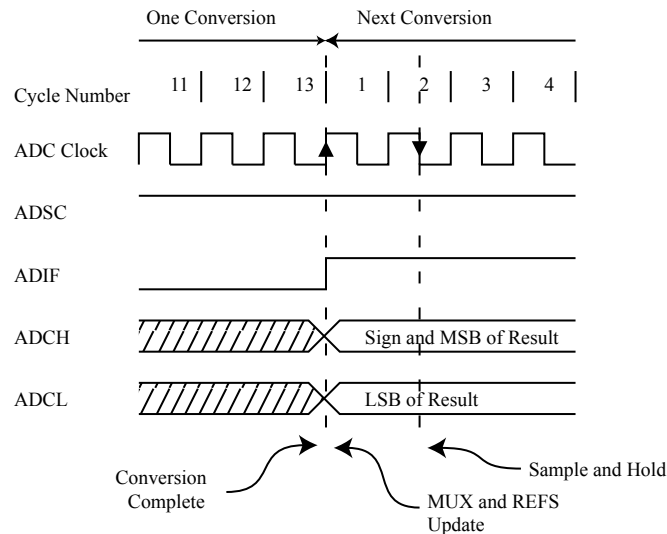 One Conversion Next Conversion
Cycle Number 11 12 13 1 2 3 4
ADC Clock
ADSC
ADIF
ADCH Sign and MSB of Result
ADCL LSB of Result
Conversion
Complete
MUX and REFS
Update
Sample and Hold